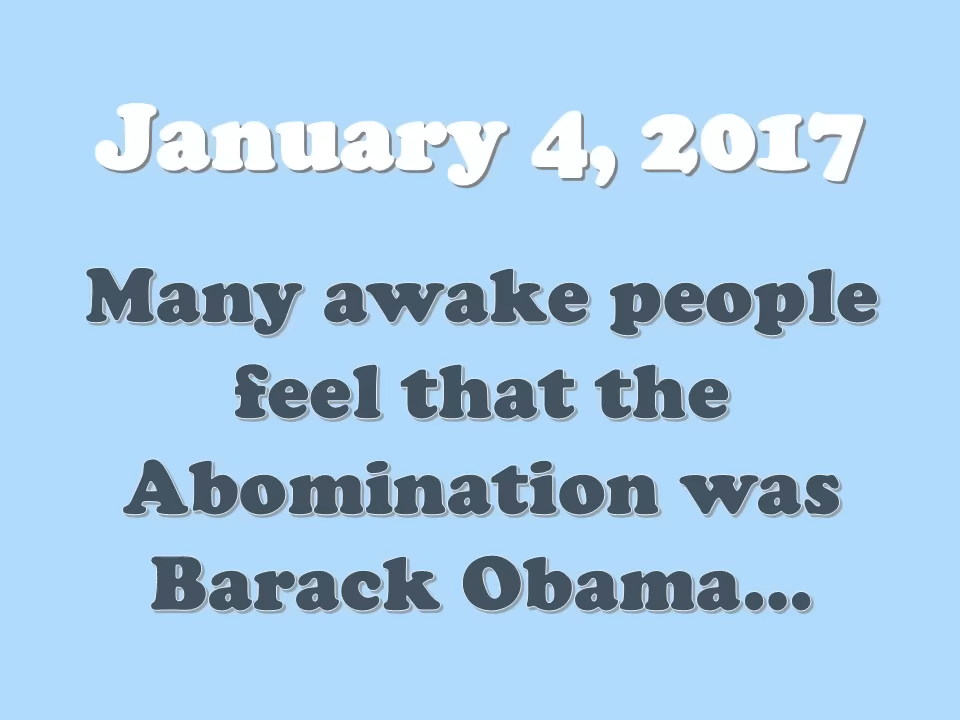 January 4, 2017
Many awake people
feel that the
Abomination was
Barack Obama...